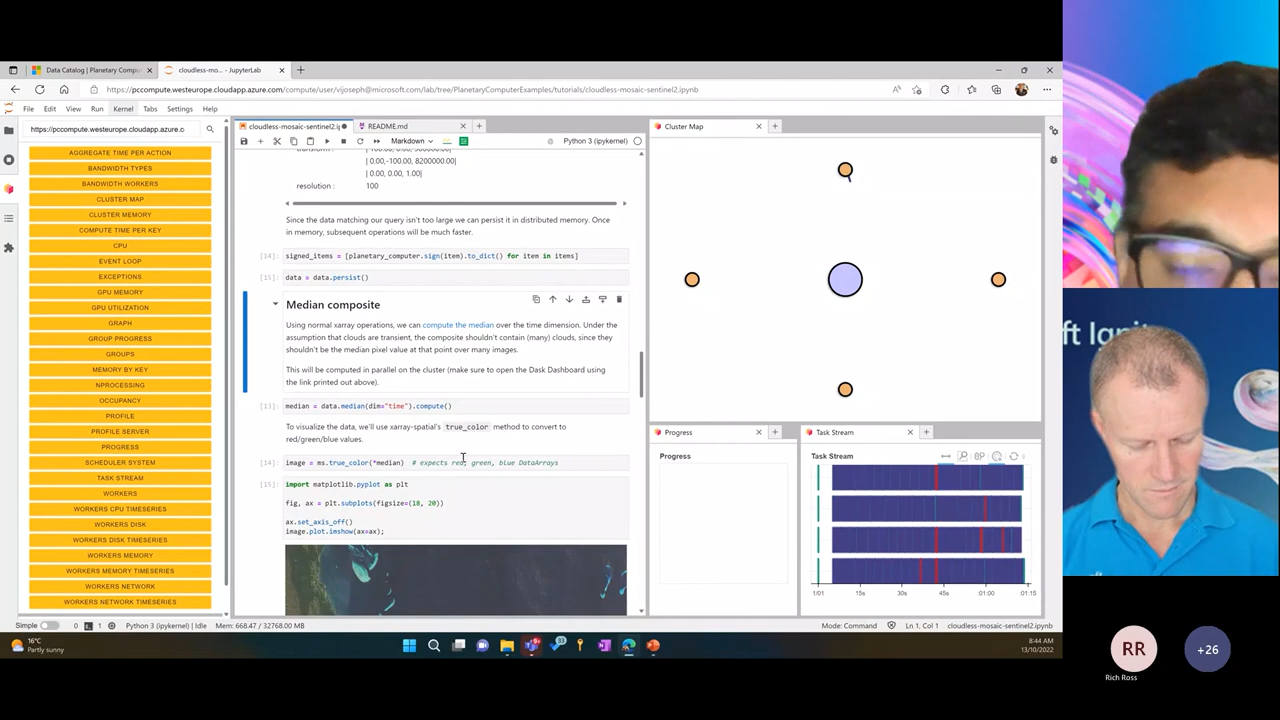 Data Catalog | Planetary Compu
cloudless-mo... - JupyterLab
https://pccompute.westeurope.cloudapp.azure.com/compute/user/vijoseph@microsoft.com/lab/tree/PlanetaryComputerExamples/tutorials/cloudless-mosaic-sentinel2.ipynb
File Edit View Run Kernel Tabs Settings Help
https://pccompute.westeurope.cloudapp.azure.c
AGGREGATE TIME PER ACTION
BANDWIDTH TYPES
BANDWIDTH WORKERS
CLUSTER MAP
CLUSTER MEMORY
COMPUTE TIME PER KEY
CPU
EVENT LOOP
EXCEPTIONS
GPU MEMORY
GPU UTILIZATION
GRAPH
GROUP PROGRESS
GROUPS
MEMORY BY KEY
NPROCESSING
OCCUPANCY
PROFILE
PROFILE SERVER
PROGRESS
SCHEDULER SYSTEM
TASK STREAM
WORKERS
WORKERS CPU TIMESERIES
WORKERS DISK
WORKERS DISK TIMESERIES
WORKERS MEMORY
WORKERS MEMORY TIMESERIES
WORKERS NETWORK
WORKERS NETWORK TIMESERIES
cloudless-mosaic-sentinel2.ip
README.md
Markdown
Python 3 (ipykernel)
| 0.00,-100.00, 8200000.00|
| 0.00, 0.00, 1.00|
resolution : 100
Since the data matching our query isn't too large we can persist it in distributed memory. Once
in memory, subsequent operations will be much faster.
[14]: signed_items = [planetary_computer.sign(item).to_dict() for item in items]
[15]: data = data.persist()
Median composite
Using normal xarray operations, we can compute the median over the time dimension. Under the
assumption that clouds are transient, the composite shouldn't contain (many) clouds, since they
shouldn't be the median pixel value at that point over many images.
This will be computed in parallel on the cluster (make sure to open the Dask Dashboard using
the link printed out above).
[13]: median = data.median(dim="time").compute()
To visualize the data, we'll use xarray-spatial's true_color method to convert to
red/green/blue values.
[14]: image = ms.true_color(*median) # expects red, green, blue DataArrays
[15]: import matplotlib.pyplot as plt
fig, ax = plt.subplots(figsize=(18, 20))
ax.set_axis_off()
image.plot.imshow(ax=ax);
Cluster Map
Progress
Progress
Task Stream
Task Stream
1/01 15s 30s 45s :01:00 :01:15
Simple 0 1 Python 3 (ipykernel) | Idle Mem: 668.47 / 32768.00 MB
Mode: Command Ln 1, Col 1 cloudless-mosaic-sentinel2.ipynb
16°C
Partly sunny
8:44 AM
13/10/2022
RR
Rich Ross
+26